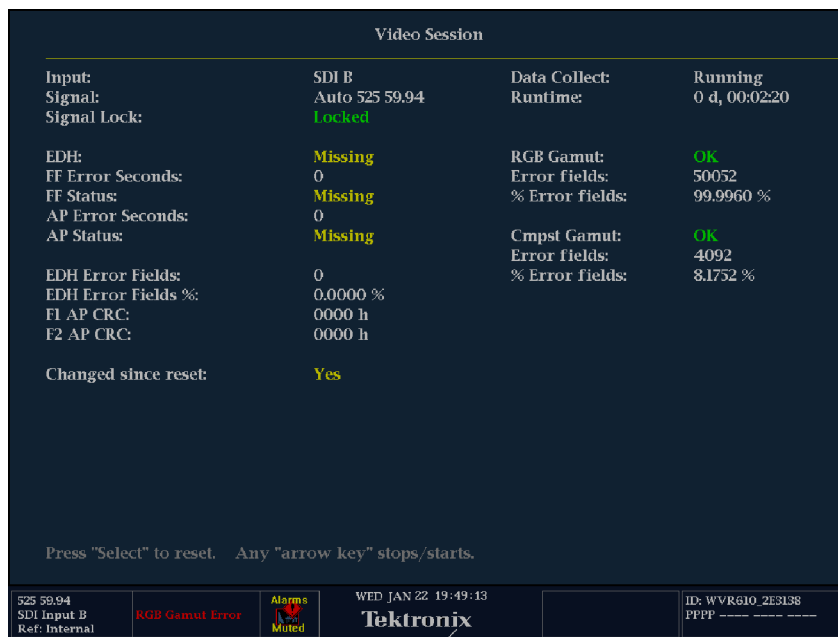 Video Session
Input: SDI B Data Collect: Running
Signal: Auto 525 59.94 Runtime: 0 d, 00:02:20
Signal Lock: Locked
EDH: Missing RGB Gamut: OK
FF Error Seconds: 0 Error fields: 50052
FF Status: Missing % Error fields: 99.9960 %
AP Error Seconds: 0
AP Status: Missing Cmpst Gamut: OK
Error fields: 4092
EDH Error Fields: 0 % Error fields: 8.1752 %
EDH Error Fields %: 0.0000 %
F1 AP CRC: 0000 h
F2 AP CRC: 0000 h
Changed since reset: Yes
Press "Select" to reset. Any "arrow key" stops/starts.
525 59.94
SDI Input B
Ref: Internal
RGB Gamut Error
Alarms
Muted
WED JAN 22 19:49:13
Tektronix
ID: WVR610_2E3138
PPPP ---- ---- ----